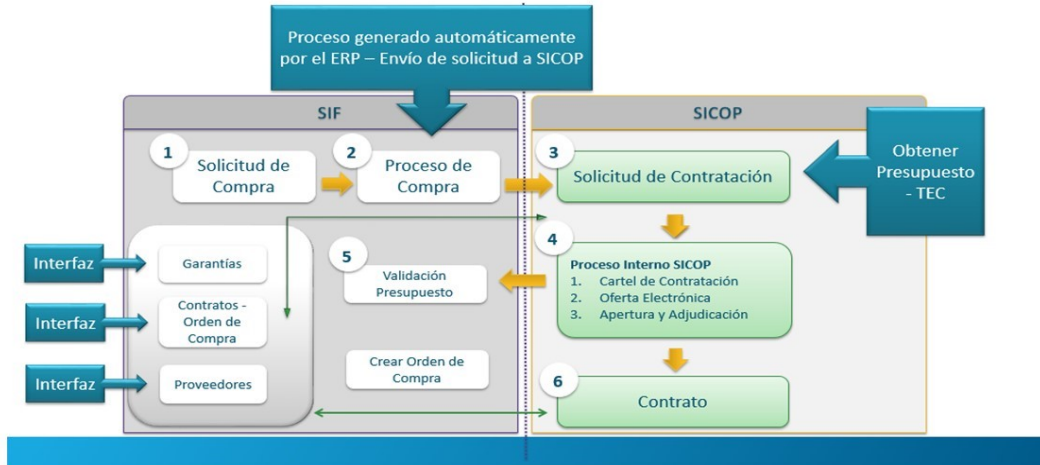 Proceso generado automáticamente
por el ERP – Envío de solicitud a SICOP
SIF
SICOP
1
Solicitud de
Compra
2
Proceso de
Compra
3
Solicitud de Contratación
Obtener
Presupuesto
- TEC
4
Proceso Interno SICOP
1. Cartel de Contratación
2. Oferta Electrónica
3. Apertura y Adjudicación
5
Validación
Presupuesto
Interfaz
Garantías
Interfaz
Contratos -
Orden de
Compra
Interfaz
Proveedores
Crear Orden de
Compra
6
Contrato